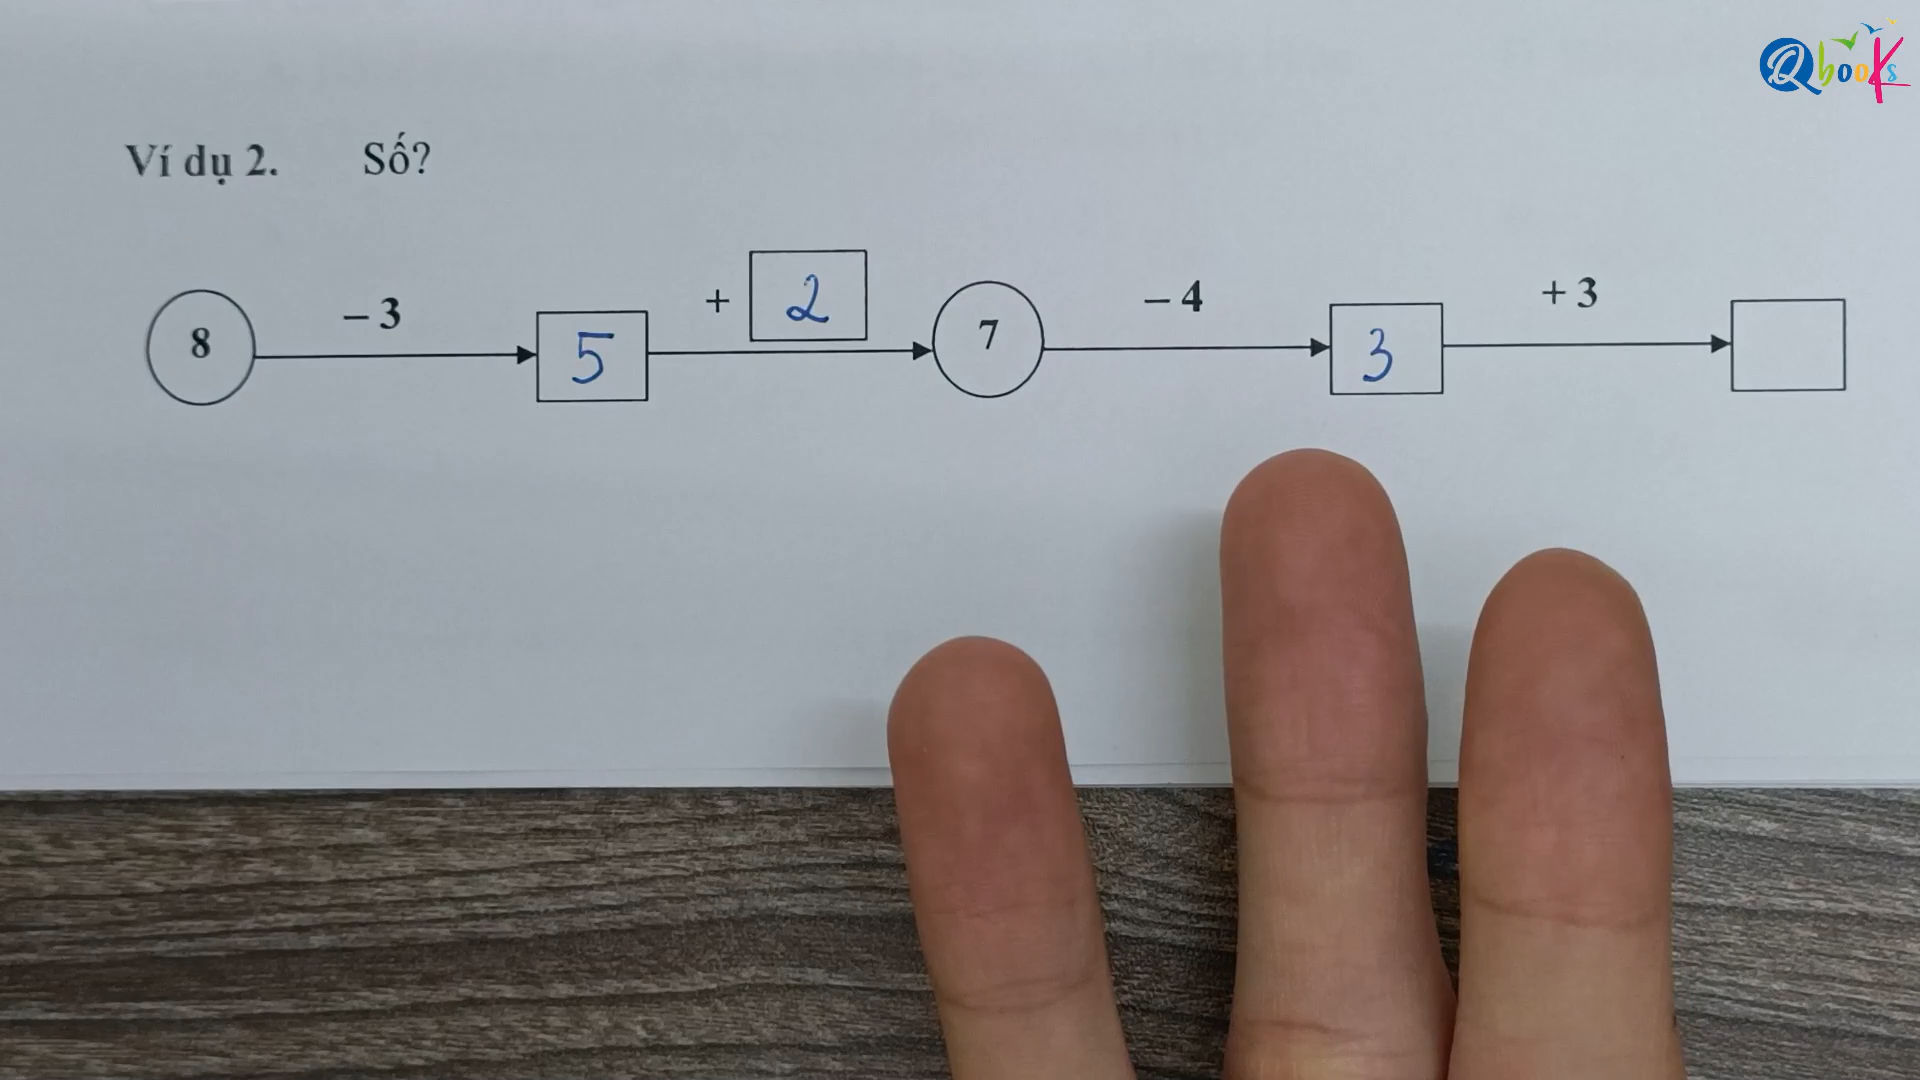 Qbooks
Ví dụ 2. Số?
8 – 3 5 + 2 7 – 4 3 + 3